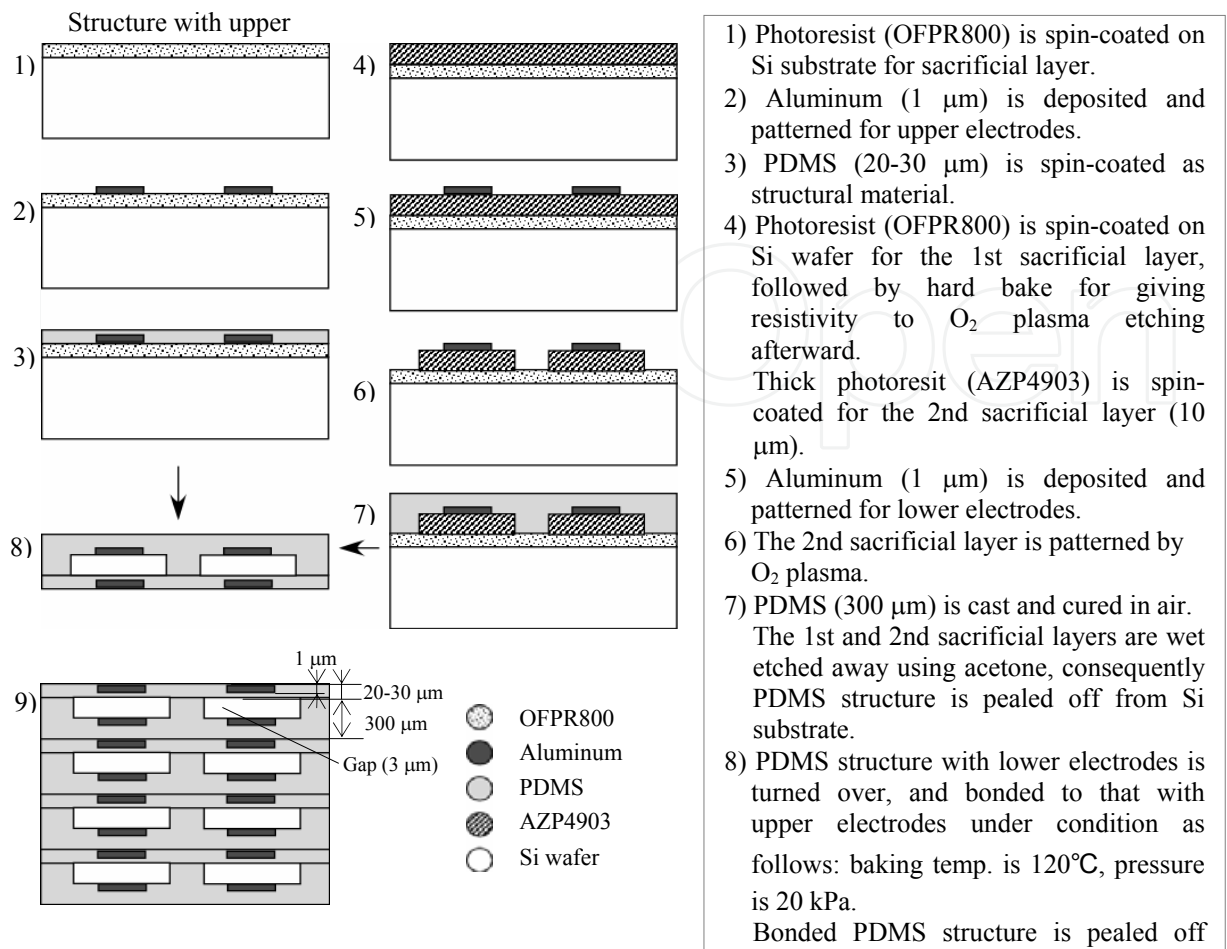 Structure with upper
1)
2)
3)
4)
5)
6)
7)
8)
9)
1 μm
20-30 μm
300 μm
Gap (3 μm)
OFPR800
Aluminum
PDMS
AZP4903
Si wafer
1) Photoresist (OFPR800) is spin-coated on
Si substrate for sacrificial layer.
2) Aluminum (1 μm) is deposited and
patterned for upper electrodes.
3) PDMS (20-30 μm) is spin-coated as
structural material.
4) Photoresist (OFPR800) is spin-coated on
Si wafer for the 1st sacrificial layer,
followed by hard bake for giving
resistivity to O₂ plasma etching
afterward.
Thick photoresit (AZP4903) is spin-
coated for the 2nd sacrificial layer (10
μm).
5) Aluminum (1 μm) is deposited and
patterned for lower electrodes.
6) The 2nd sacrificial layer is patterned by
O₂ plasma.
7) PDMS (300 μm) is cast and cured in air.
The 1st and 2nd sacrificial layers are wet
etched away using acetone, consequently
PDMS structure is pealed off from Si
substrate.
8) PDMS structure with lower electrodes is
turned over, and bonded to that with
upper electrodes under condition as
follows: baking temp. is 120℃, pressure
is 20 kPa.
Bonded PDMS structure is pealed off
open